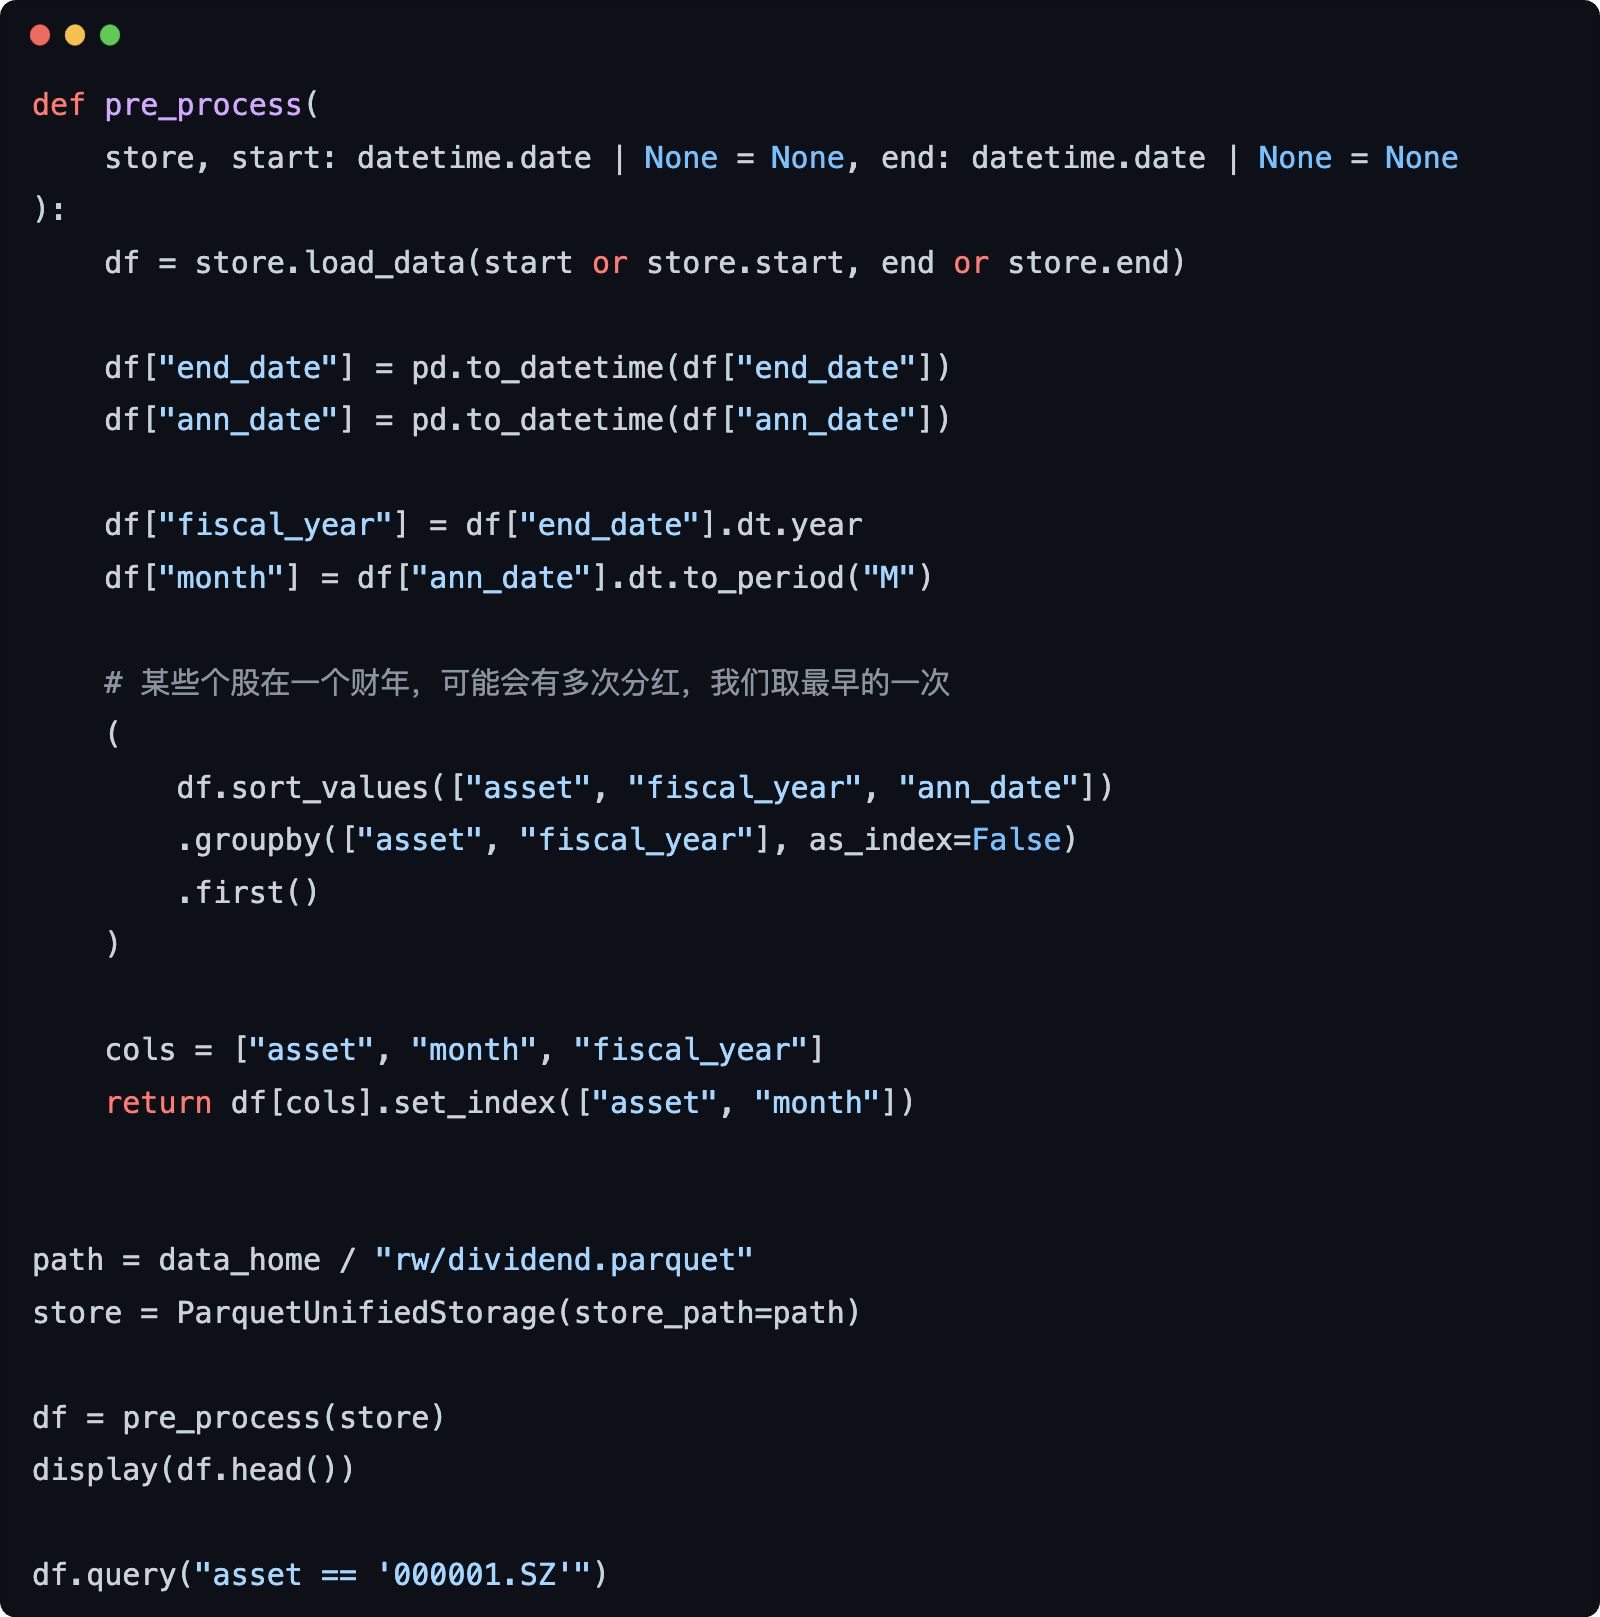 def pre_process(
    store, start: datetime.date | None = None, end: datetime.date | None = None
):
    df = store.load_data(start or store.start, end or store.end)

    df["end_date"] = pd.to_datetime(df["end_date"])
    df["ann_date"] = pd.to_datetime(df["ann_date"])

    df["fiscal_year"] = df["end_date"].dt.year
    df["month"] = df["ann_date"].dt.to_period("M")

    # 某些个股在一个财年，可能会有多次分红，我们取最早的一次
    (
        df.sort_values(["asset", "fiscal_year", "ann_date"])
        .groupby(["asset", "fiscal_year"], as_index=False)
        .first()
    )

    cols = ["asset", "month", "fiscal_year"]
    return df[cols].set_index(["asset", "month"])


path = data_home / "rw/dividend.parquet"
store = ParquetUnifiedStorage(store_path=path)

df = pre_process(store)
display(df.head())

df.query("asset == '000001.SZ'")